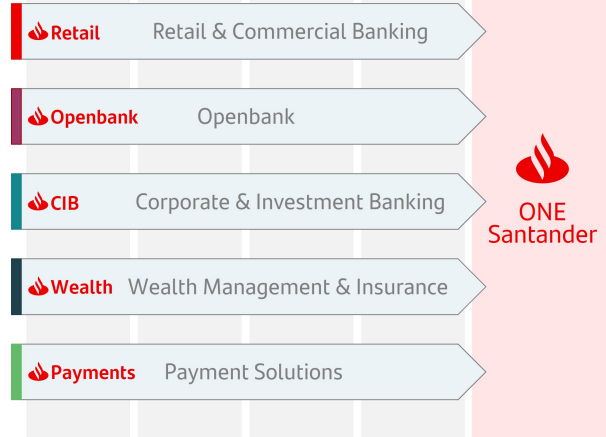 Retail Retail & Commercial Banking
Openbank Openbank
CIB Corporate & Investment Banking
Wealth Wealth Management & Insurance
Payments Payment Solutions
ONE
Santander